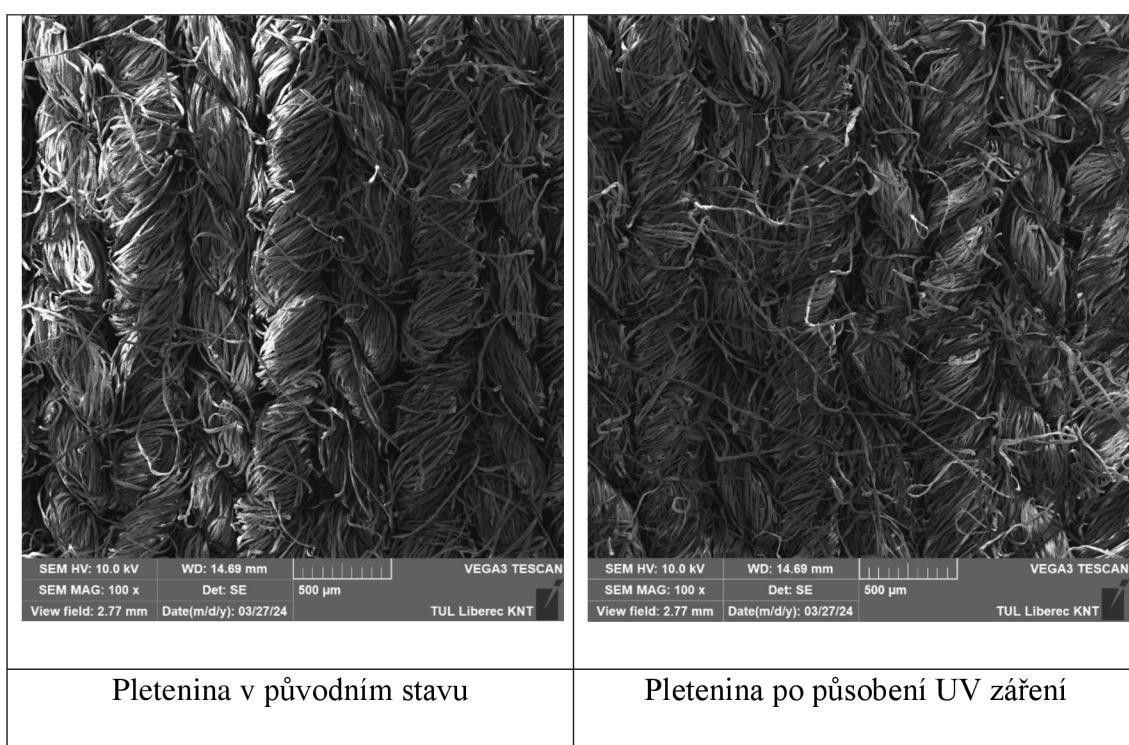 SEM HV: 10.0 kV WD: 14.69 mm VEGA3 TESCAN
SEM MAG: 100 x Det: SE 500 µm
View field: 2.77 mm Date(m/d/y): 03/27/24 TUL Liberec KNT
SEM HV: 10.0 kV WD: 14.69 mm VEGA3 TESCAN
SEM MAG: 100 x Det: SE 500 µm
View field: 2.77 mm Date(m/d/y): 03/27/24 TUL Liberec KNT
Pletenina v původním stavu
Pletenina po působení UV záření